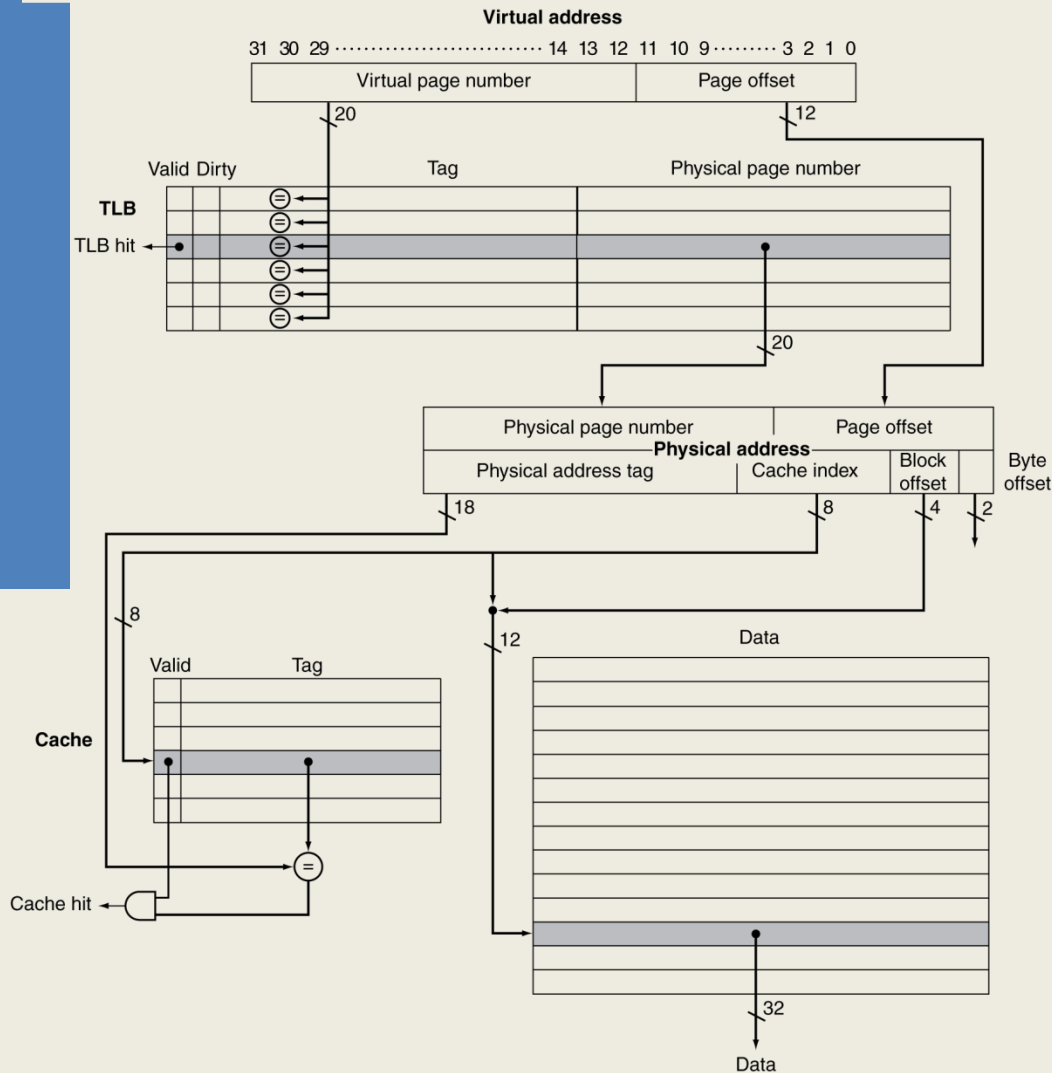 Virtual address
31 30 29 ··························· 14 13 12 11 10 9 ········· 3 2 1 0
Virtual page number Page offset
20 12
Valid Dirty Tag Physical page number
TLB
=
=
TLB hit =
=
=
=
20
Physical page number Page offset
Physical address
Physical address tag Cache index Block offset Byte offset
18 8 4 2
8
12
Data
Valid Tag
Cache
=
Cache hit
32
Data